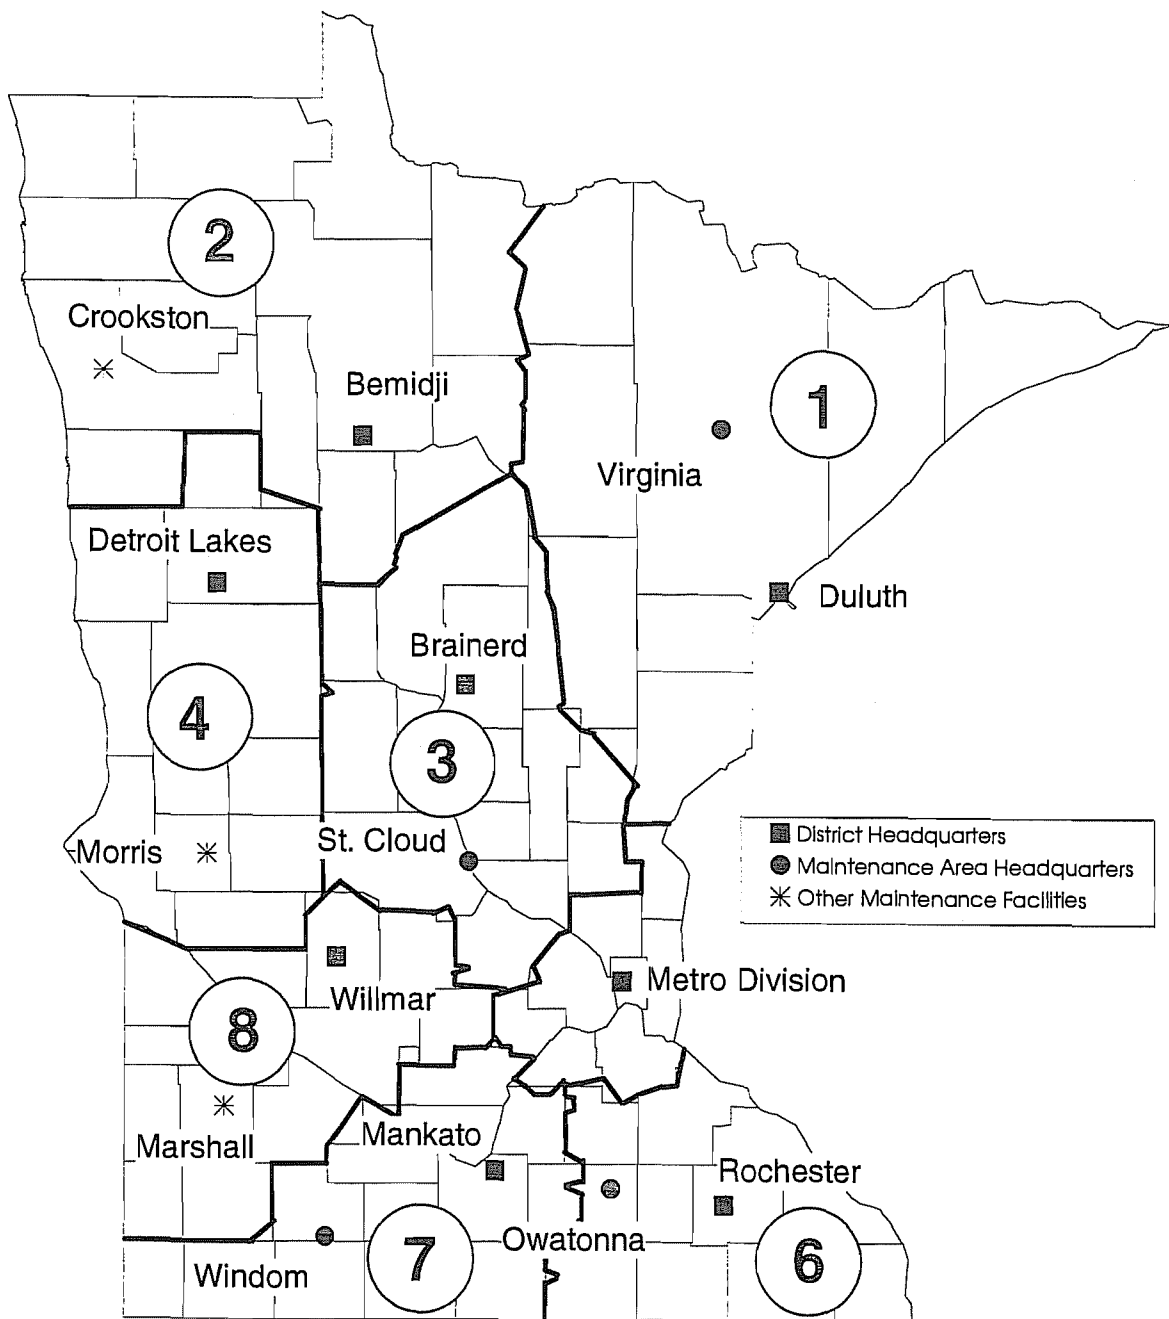 2
Crookston
Bemidji
1
Virginia
Detroit Lakes
Duluth
Brainerd
4
3
Morris
St. Cloud
District Headquarters
Maintenance Area Headquarters
Other Maintenance Facilities
Metro Division
Willmar
8
Marshall
Mankato
Rochester
Owatonna
7
6
Windom